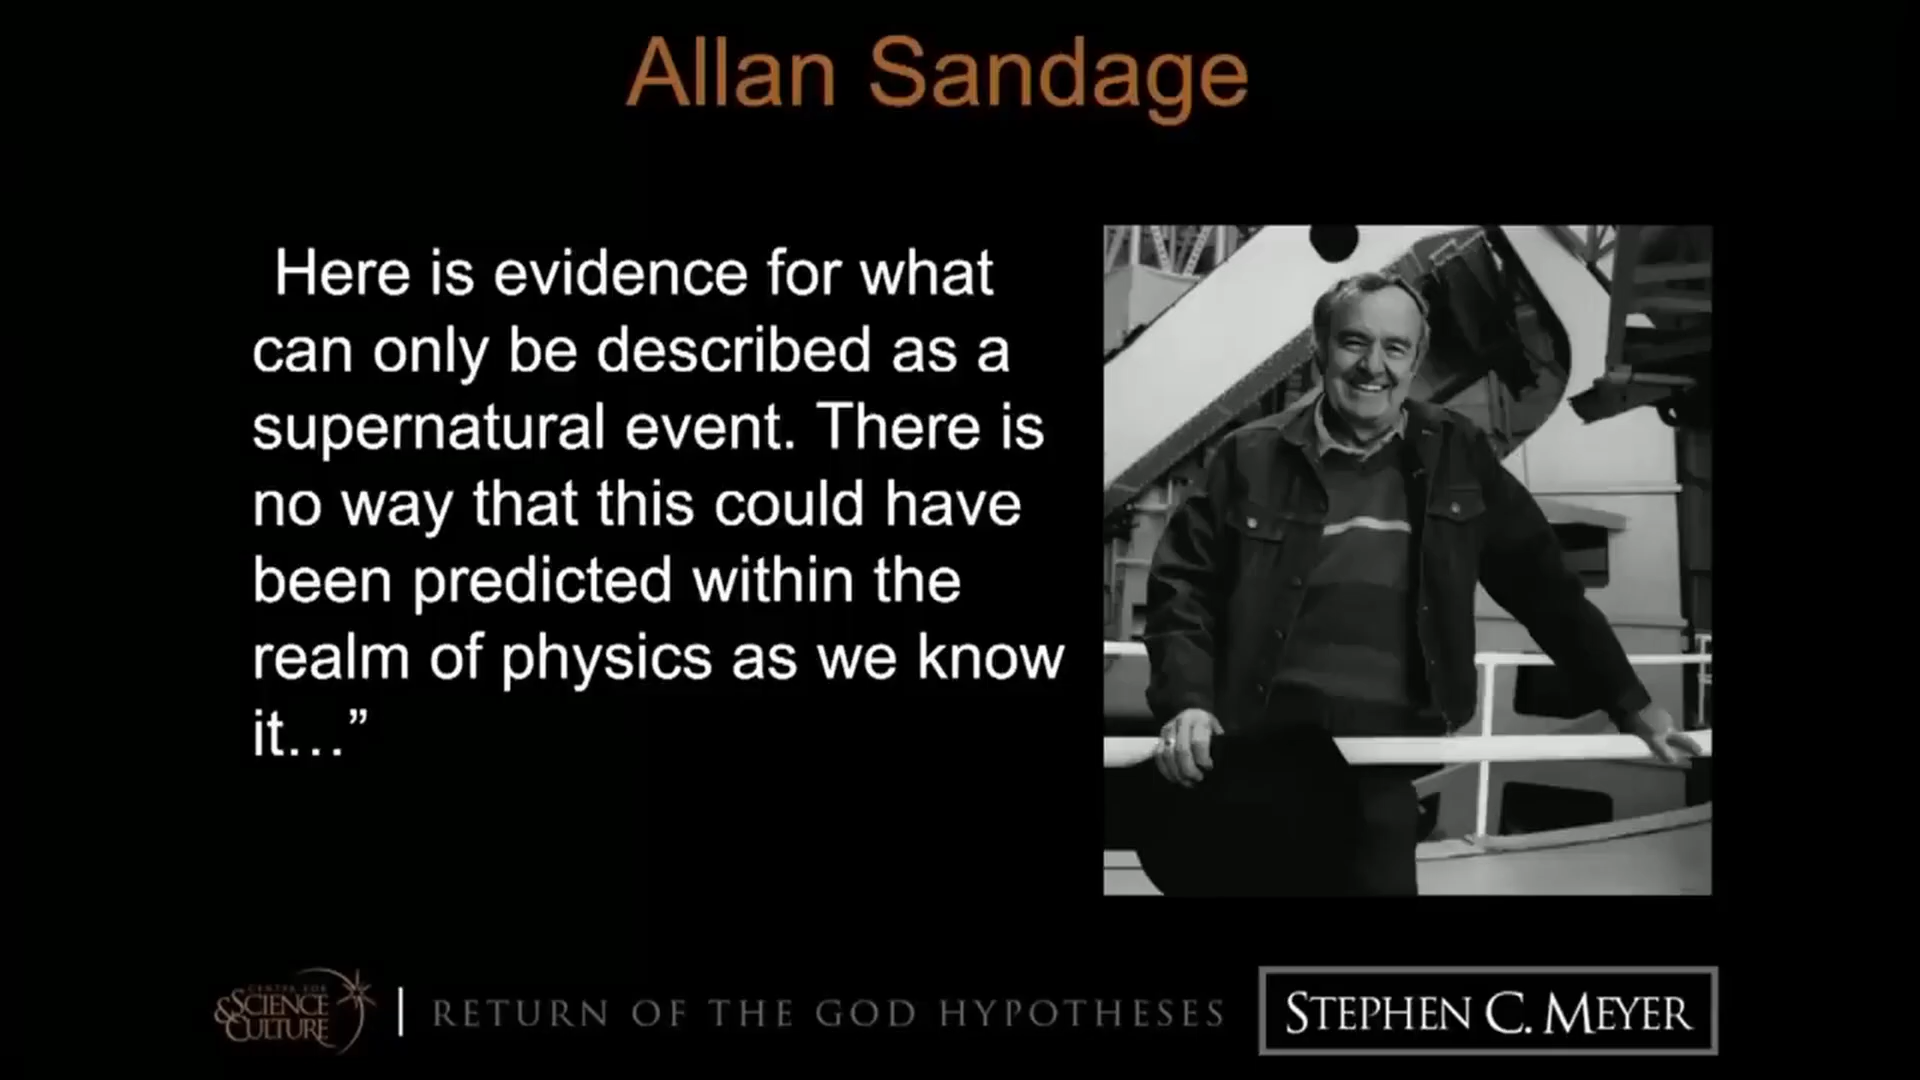 Allan Sandage
Here is evidence for what
can only be described as a
supernatural event. There is
no way that this could have
been predicted within the
realm of physics as we know
it…”
CENTER FOR
SCIENCE
& CULTURE
RETURN OF THE GOD HYPOTHESES
STEPHEN C. MEYER